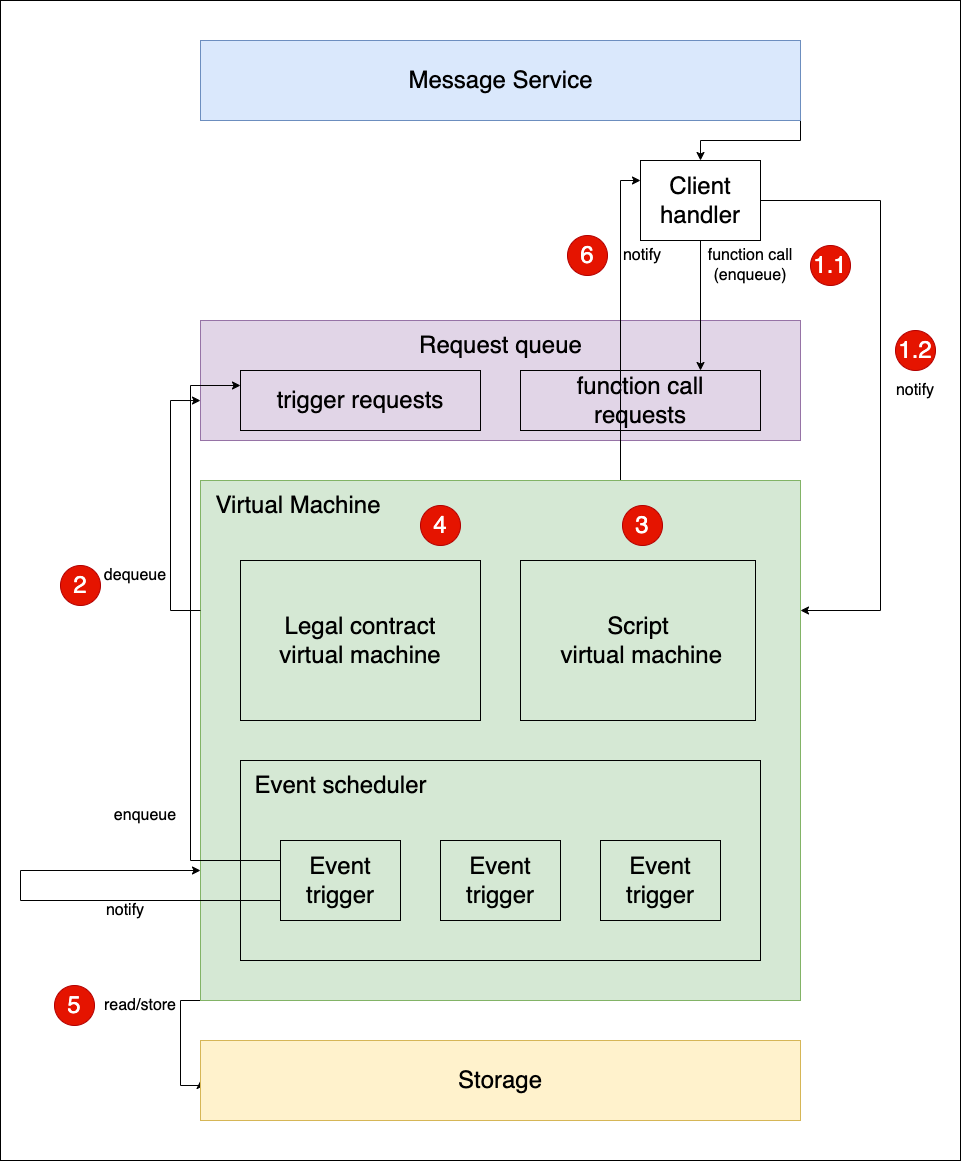 Message Service
Client
handler
6
notify
function call
(enqueue)
1.1
Request queue
1.2
notify
trigger requests
function call
requests
Virtual Machine
4
3
2
dequeue
Legal contract
virtual machine
Script
virtual machine
Event scheduler
enqueue
Event
trigger
Event
trigger
Event
trigger
notify
5
read/store
Storage